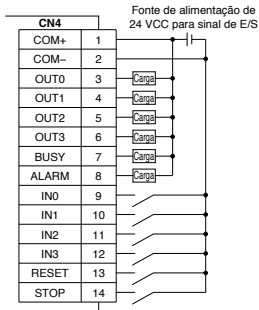 Fonte de alimentação de
24 VCC para sinal de E/S
CN4
COM+ 1
COM– 2
OUT0 3 Carga
OUT1 4 Carga
OUT2 5 Carga
OUT3 6 Carga
BUSY 7 Carga
ALARM 8 Carga
IN0 9
IN1 10
IN2 11
IN3 12
RESET 13
STOP 14